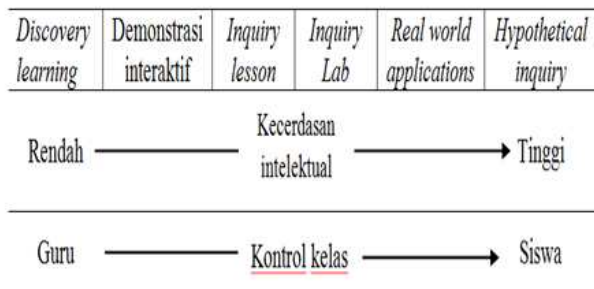 Discovery learning
Demonstrasi interaktif
Inquiry lesson
Inquiry Lab
Real world applications
Hypothetical inquiry
Rendah
Kecerdasan intelektual
Tinggi
Guru
Kontrol kelas
Siswa